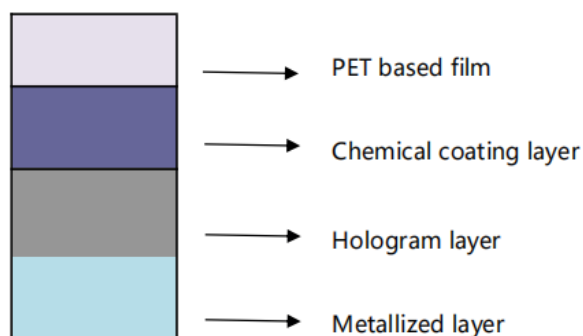 PET based film
Chemical coating layer
Hologram layer
Metallized layer